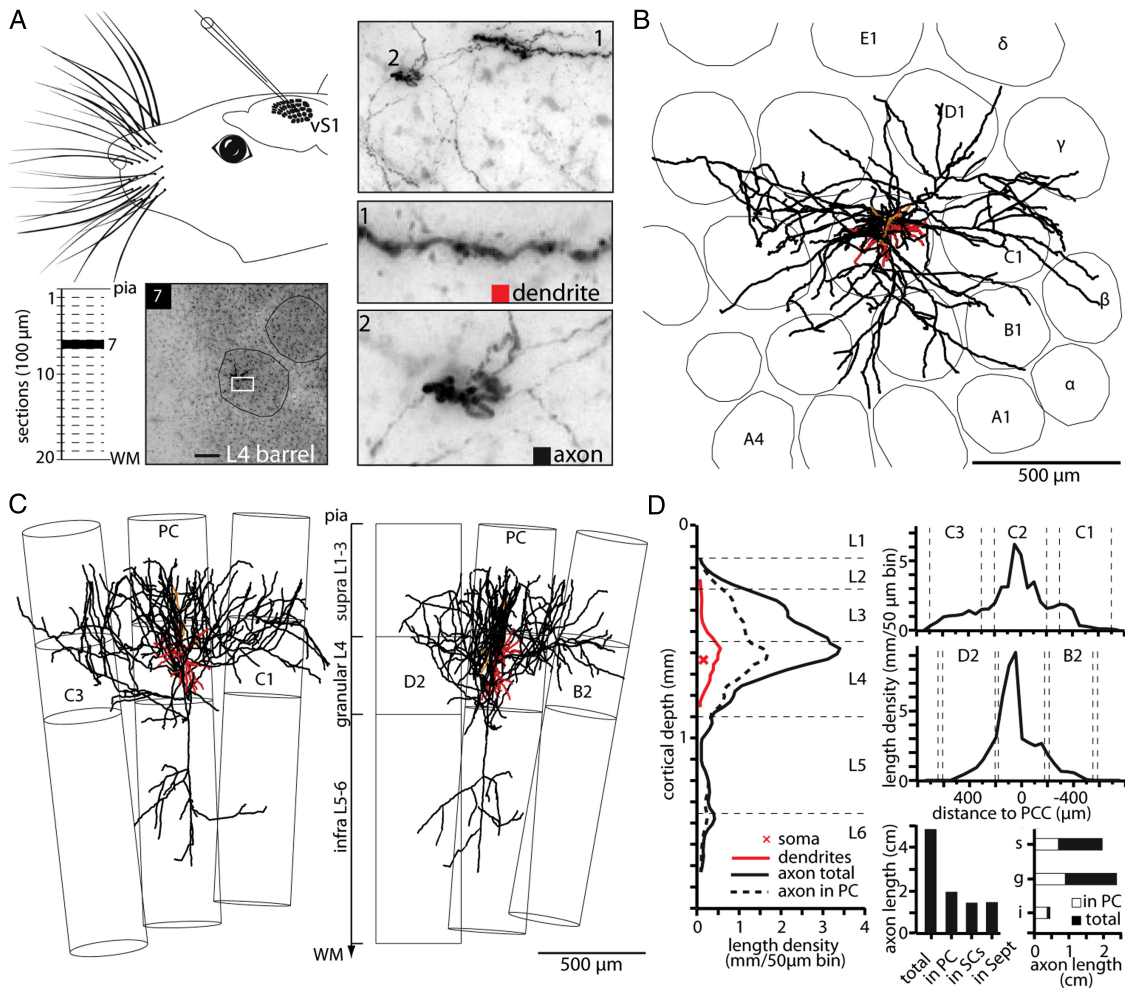 A
vS1
pia
1
7
10
20
WM
sections (100 μm)
7
L4 barrel
1
2
1
dendrite
2
axon
B
E1
δ
D1
γ
C1
β
B1
α
A1
A4
500 μm
C
PC
C3
C1
pia
supra L1-3
granular L4
infra L5-6
WM
PC
D2
B2
500 μm
D
0
1
cortical depth (mm)
L1
L2
L3
L4
L5
L6
soma
dendrites
axon total
axon in PC
0 1 2 3 4
length density
(mm/50μm bin)
C3 C2 C1
5
0
D2 B2
5
0
length density (mm/50 μm bin)
400 0 -400
distance to PCC (μm)
axon length (cm)
4
2
0
total
in PC
in SCs
in Sept
s
g
i
in PC
total
0 1 2
axon length
(cm)